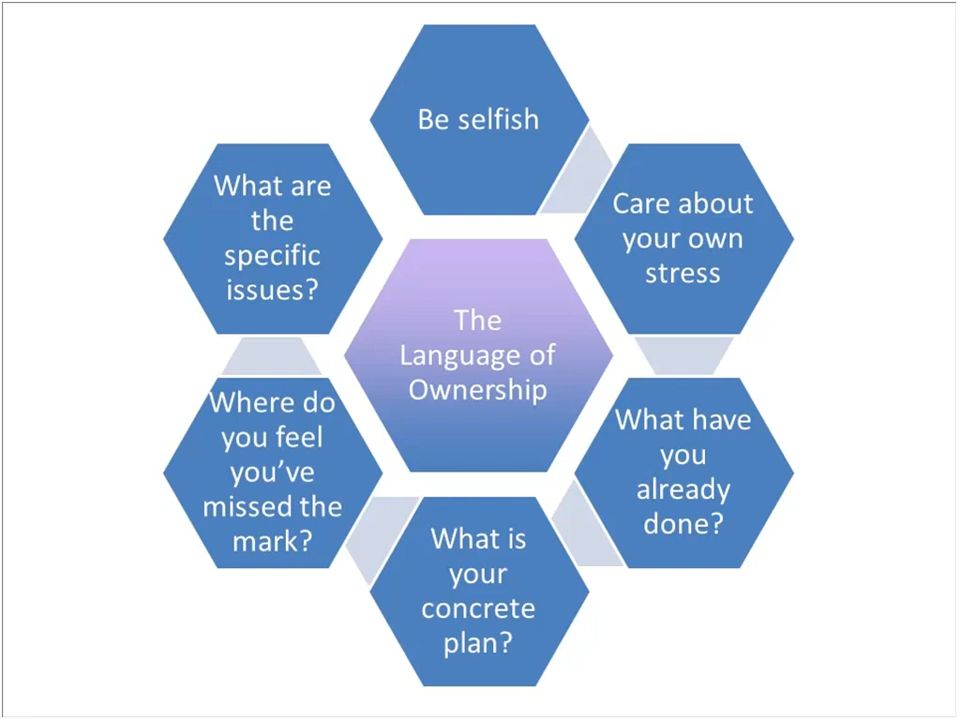 Be selfish
Care about
your own
stress
What have
you
already
done?
What is
your
concrete
plan?
Where do
you feel
you’ve
missed the
mark?
What are
the
specific
issues?
The
Language of
Ownership